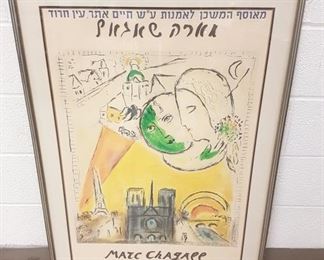 מאוסף המשכן לאמנות ע״ש חיים אתר עין חרוד
מארק שאגאל
Marc Chagall